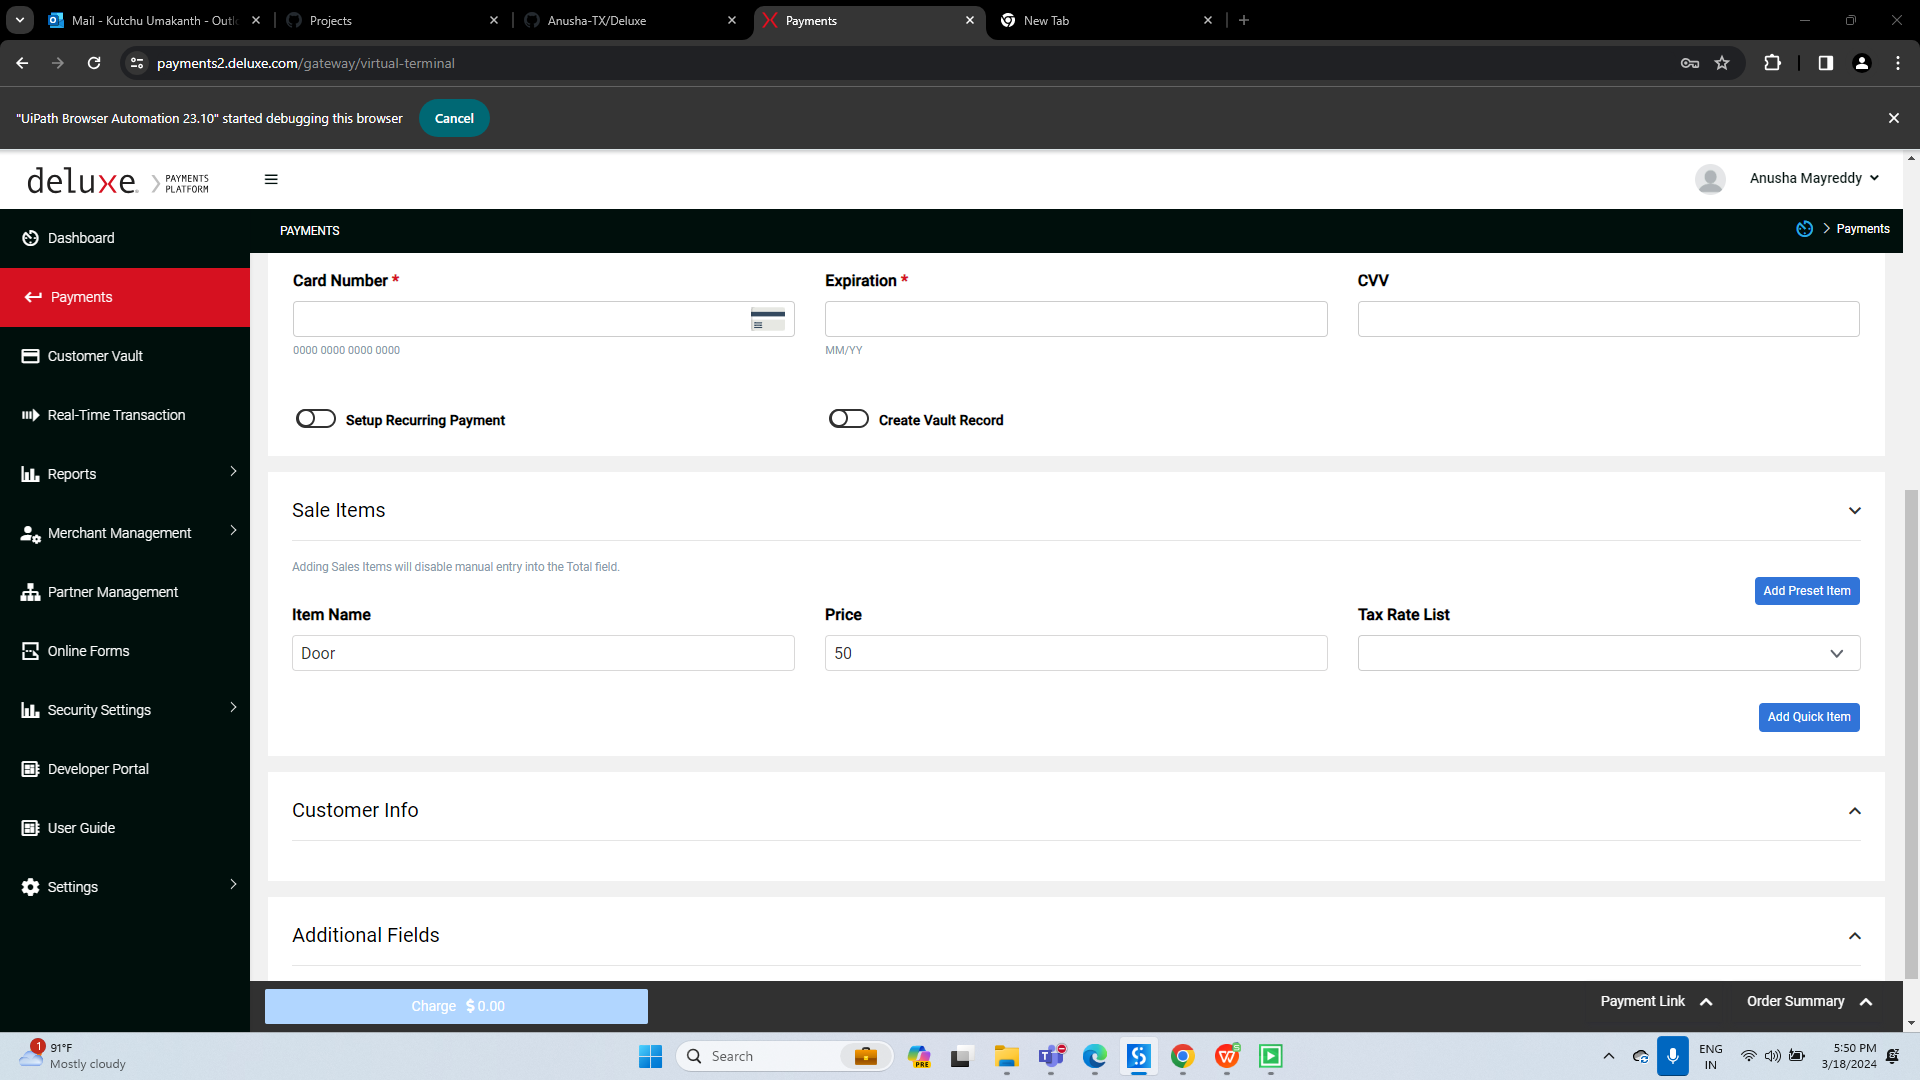 Mail - Kutchu Umakanth - Outl
Projects
Anusha-TX/Deluxe
Payments
New Tab
payments2.deluxe.com/gateway/virtual-terminal
"UiPath Browser Automation 23.10" started debugging this browser
Cancel
deluxe. PAYMENTS PLATFORM
Anusha Mayreddy
Dashboard
PAYMENTS
Payments
Payments
Customer Vault
Real-Time Transaction
Reports
Merchant Management
Partner Management
Online Forms
Security Settings
Developer Portal
User Guide
Settings
Card Number *
Expiration *
CVV
0000 0000 0000 0000
MM/YY
Setup Recurring Payment
Create Vault Record
Sale Items
Adding Sales Items will disable manual entry into the Total field.
Add Preset Item
Item Name
Price
Tax Rate List
Door
50
Add Quick Item
Customer Info
Additional Fields
Charge $ 0.00
Payment Link
Order Summary
1
91°F
Mostly cloudy
Search
PRE
ENG
IN
5:50 PM
3/18/2024